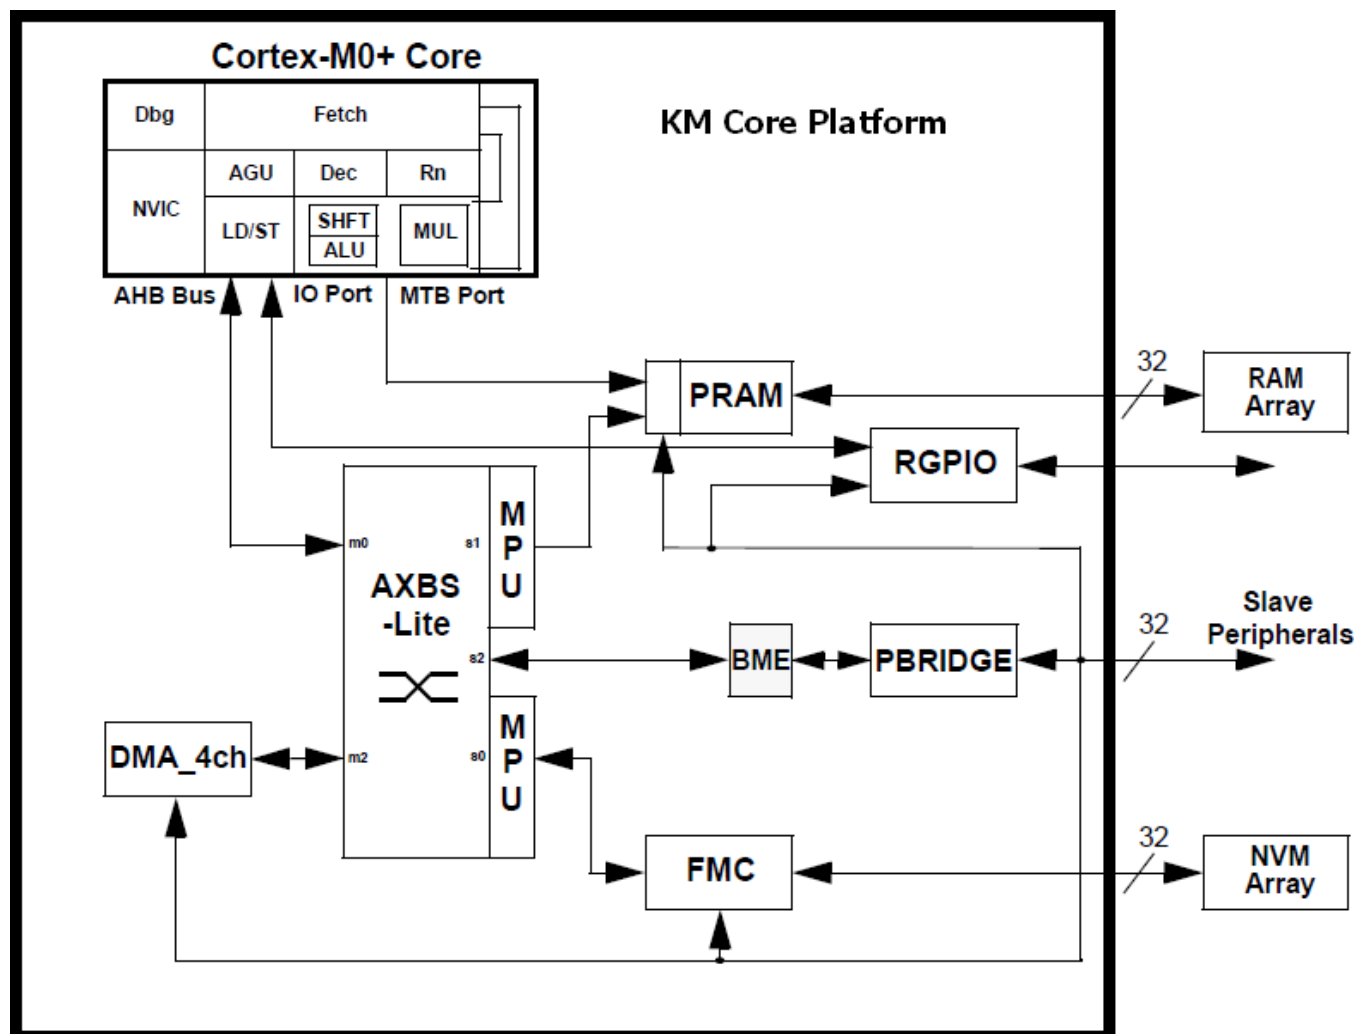 Cortex-M0+ Core
KM Core Platform
Dbg
Fetch
AGU
Dec
Rn
NVIC
LD/ST
SHFT
ALU
MUL
AHB Bus
IO Port
MTB Port
PRAM
32
RAM
Array
RGPIO
M
P
U
m0
s1
AXBS
-Lite
s2
BME
PBRIDGE
32
Slave
Peripherals
DMA_4ch
m2
s0
M
P
U
FMC
32
NVM
Array